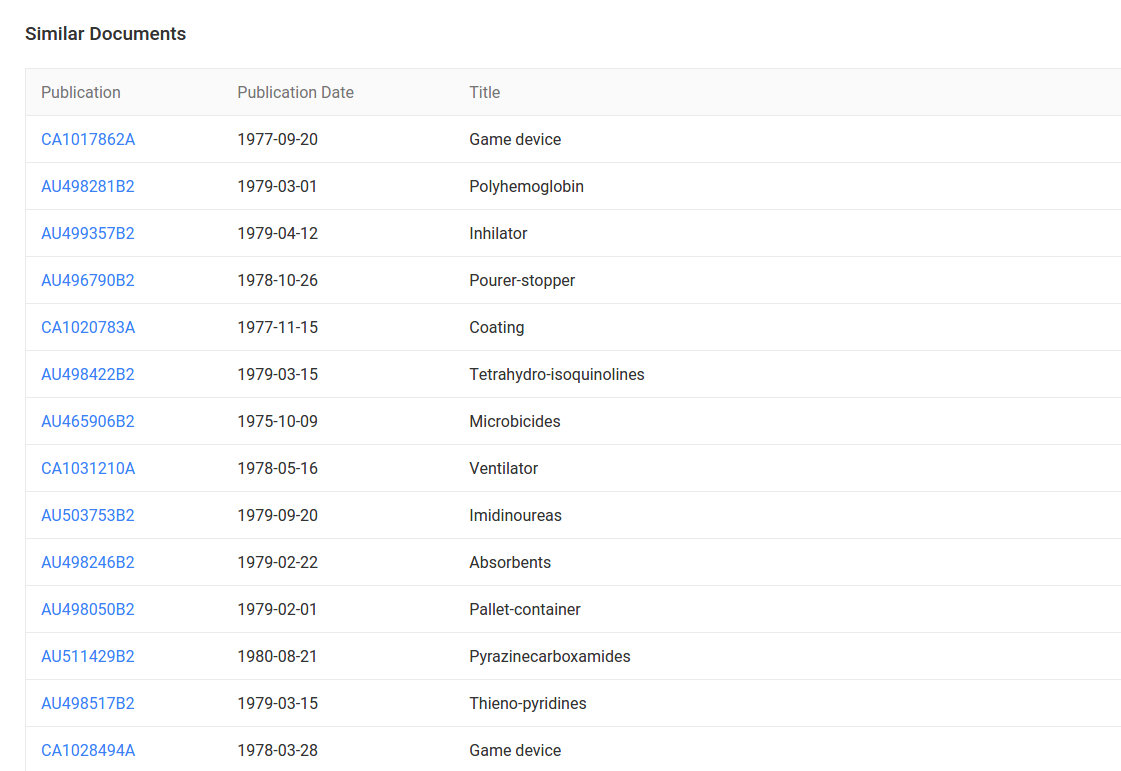 Similar Documents
Publication Publication Date Title
CA1017862A 1977-09-20 Game device
AU498281B2 1979-03-01 Polyhemoglobin
AU499357B2 1979-04-12 Inhilator
AU496790B2 1978-10-26 Pourer-stopper
CA1020783A 1977-11-15 Coating
AU498422B2 1979-03-15 Tetrahydro-isoquinolines
AU465906B2 1975-10-09 Microbicides
CA1031210A 1978-05-16 Ventilator
AU503753B2 1979-09-20 Imidinoureas
AU498246B2 1979-02-22 Absorbents
AU498050B2 1979-02-01 Pallet-container
AU511429B2 1980-08-21 Pyrazinecarboxamides
AU498517B2 1979-03-15 Thieno-pyridines
CA1028494A 1978-03-28 Game device